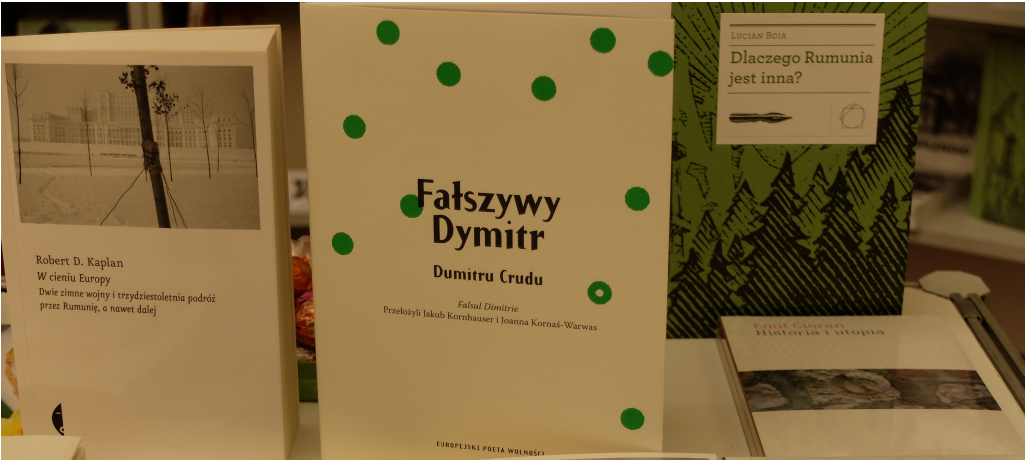 Robert D. Kaplan
W cieniu Europy
Dwie zimne wojny i trzydziestoletnia podróż
przez Rumunię, a nawet dalej
Fałszywy
Dymitr
Dumitru Crudu
Falsul Dimitrie
Przełożyli Jakub Kornhauser i Joanna Kornaś-Warwas
EUROPEJSKI POETA WOLNOŚCI
Lucian Boia
Dlaczego Rumunia
jest inna?
Emil Cioran
Historia i utopia